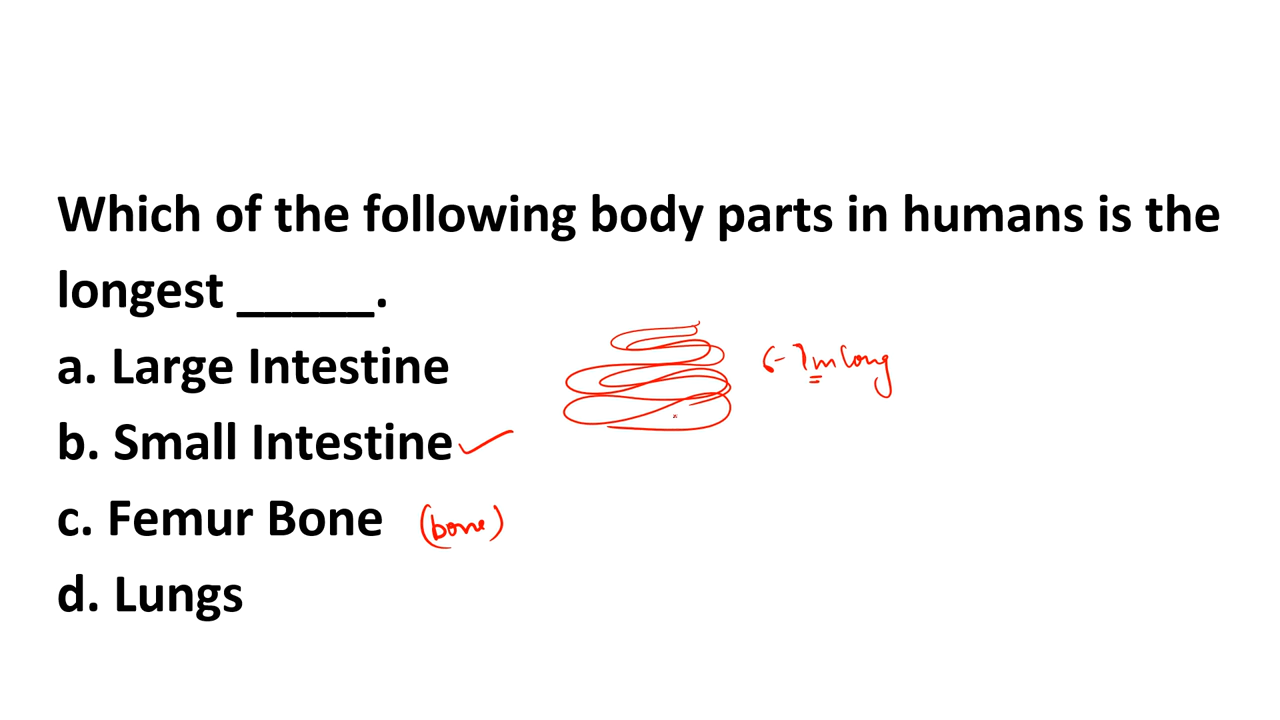 Which of the following body parts in humans is the
longest _____.
a. Large Intestine
6-7m long
b. Small Intestine
c. Femur Bone (bone)
d. Lungs